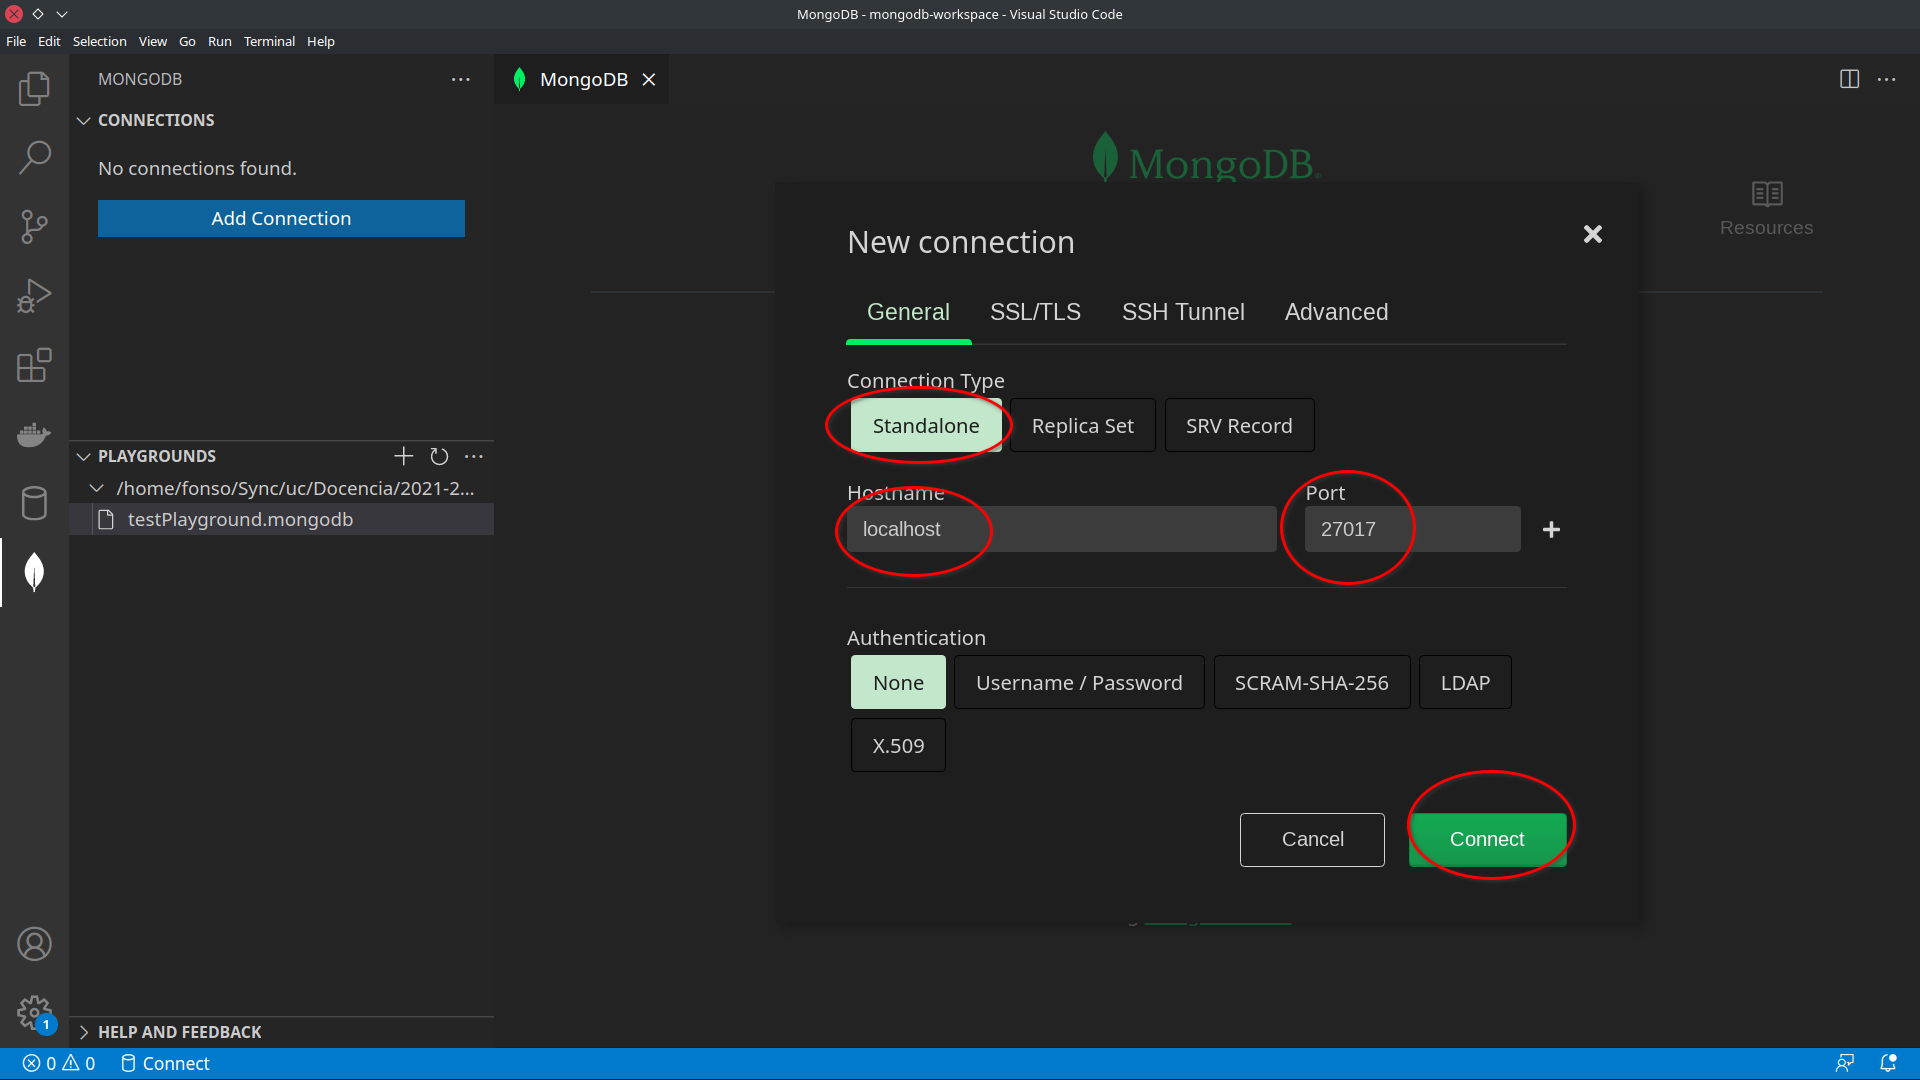 MongoDB - mongodb-workspace - Visual Studio Code
File Edit Selection View Go Run Terminal Help
MONGODB
MongoDB
CONNECTIONS
No connections found.
Add Connection
MongoDB®
Resources
New connection
General SSL/TLS SSH Tunnel Advanced
Connection Type
Standalone Replica Set SRV Record
Hostname Port
localhost 27017 +
Authentication
None Username / Password SCRAM-SHA-256 LDAP
X.509
Cancel Connect
PLAYGROUNDS
/home/fonso/Sync/uc/Docencia/2021-2...
testPlayground.mongodb
1
HELP AND FEEDBACK
0 0 Connect